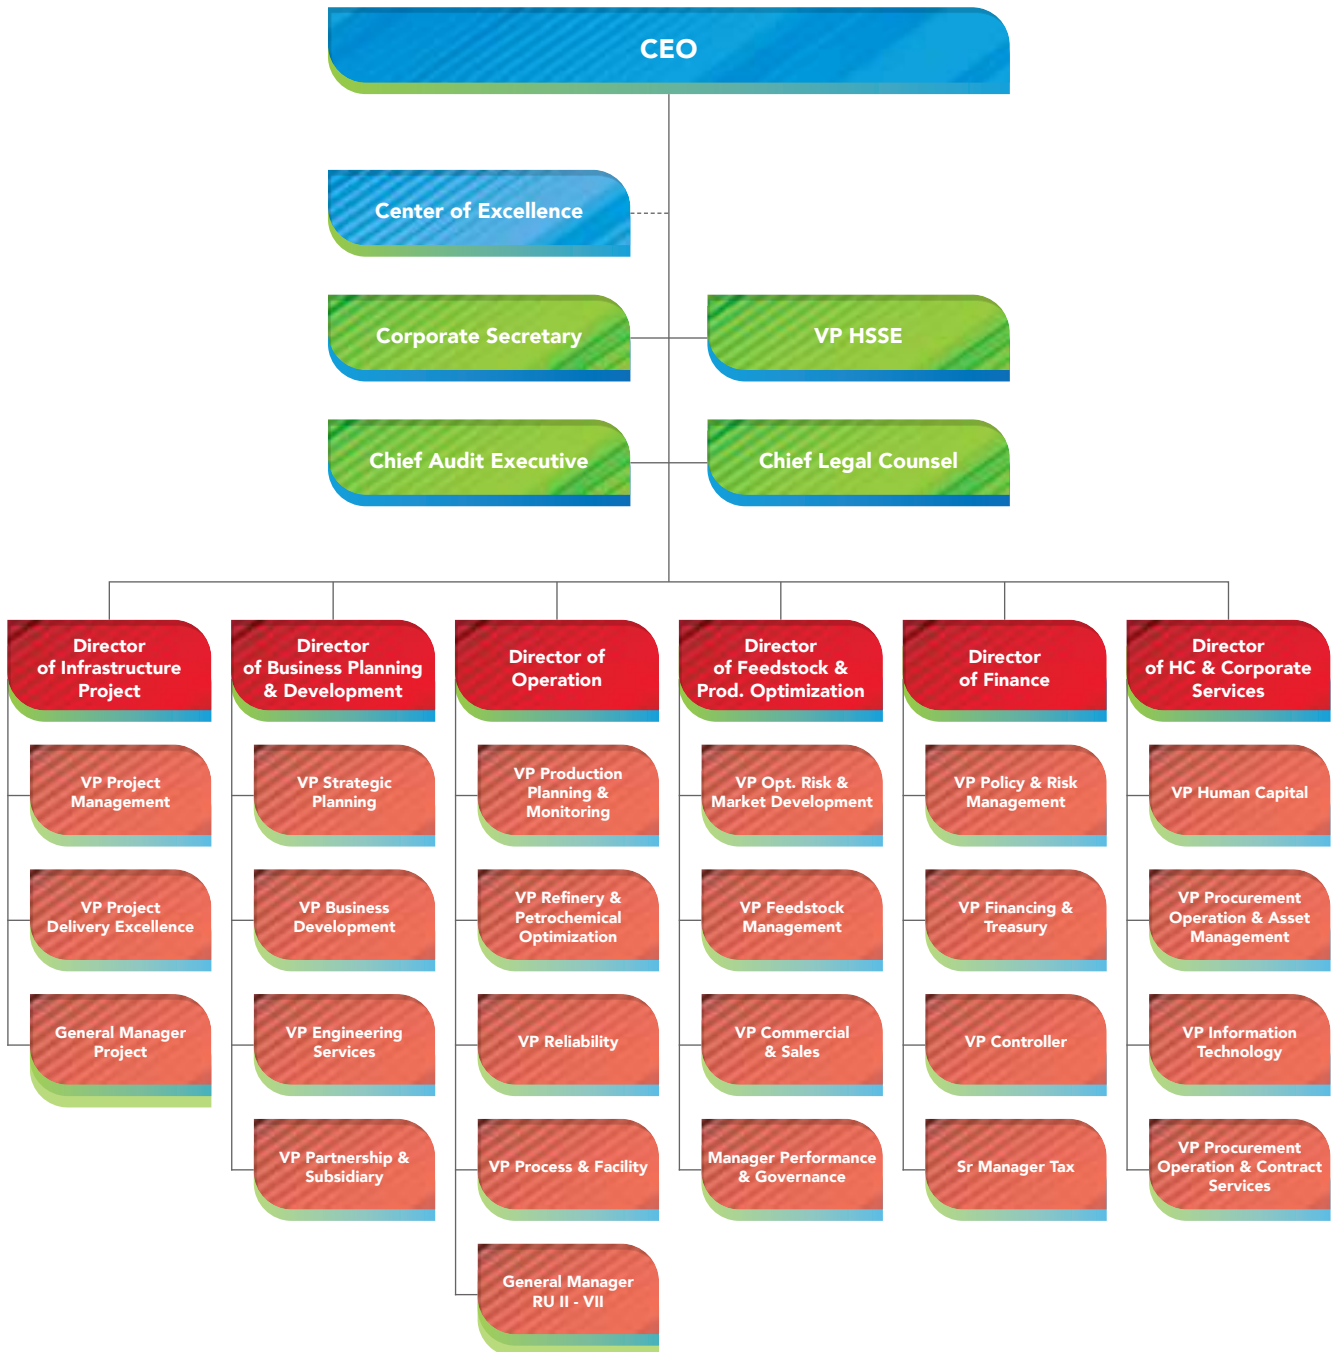 CEO
Center of Excellence
Corporate Secretary
VP HSSE
Chief Audit Executive
Chief Legal Counsel
Director
of Infrastructure
Project
Director
of Business Planning
& Development
Director of
Operation
Director
of Feedstock &
Prod. Optimization
Director
of Finance
Director
of HC & Corporate
Services
VP Project
Management
VP Strategic
Planning
VP Production
Planning &
Monitoring
VP Opt. Risk &
Market Development
VP Policy & Risk
Management
VP Human Capital
VP Project
Delivery Excellence
VP Business
Development
VP Refinery &
Petrochemical
Optimization
VP Feedstock
Management
VP Financing &
Treasury
VP Procurement
Operation & Asset
Management
General Manager
Project
VP Engineering
Services
VP Reliability
VP Commercial
& Sales
VP Controller
VP Information
Technology
VP Partnership &
Subsidiary
VP Process & Facility
Manager Performance
& Governance
Sr Manager Tax
VP Procurement
Operation & Contract
Services
General Manager
RU II - VII